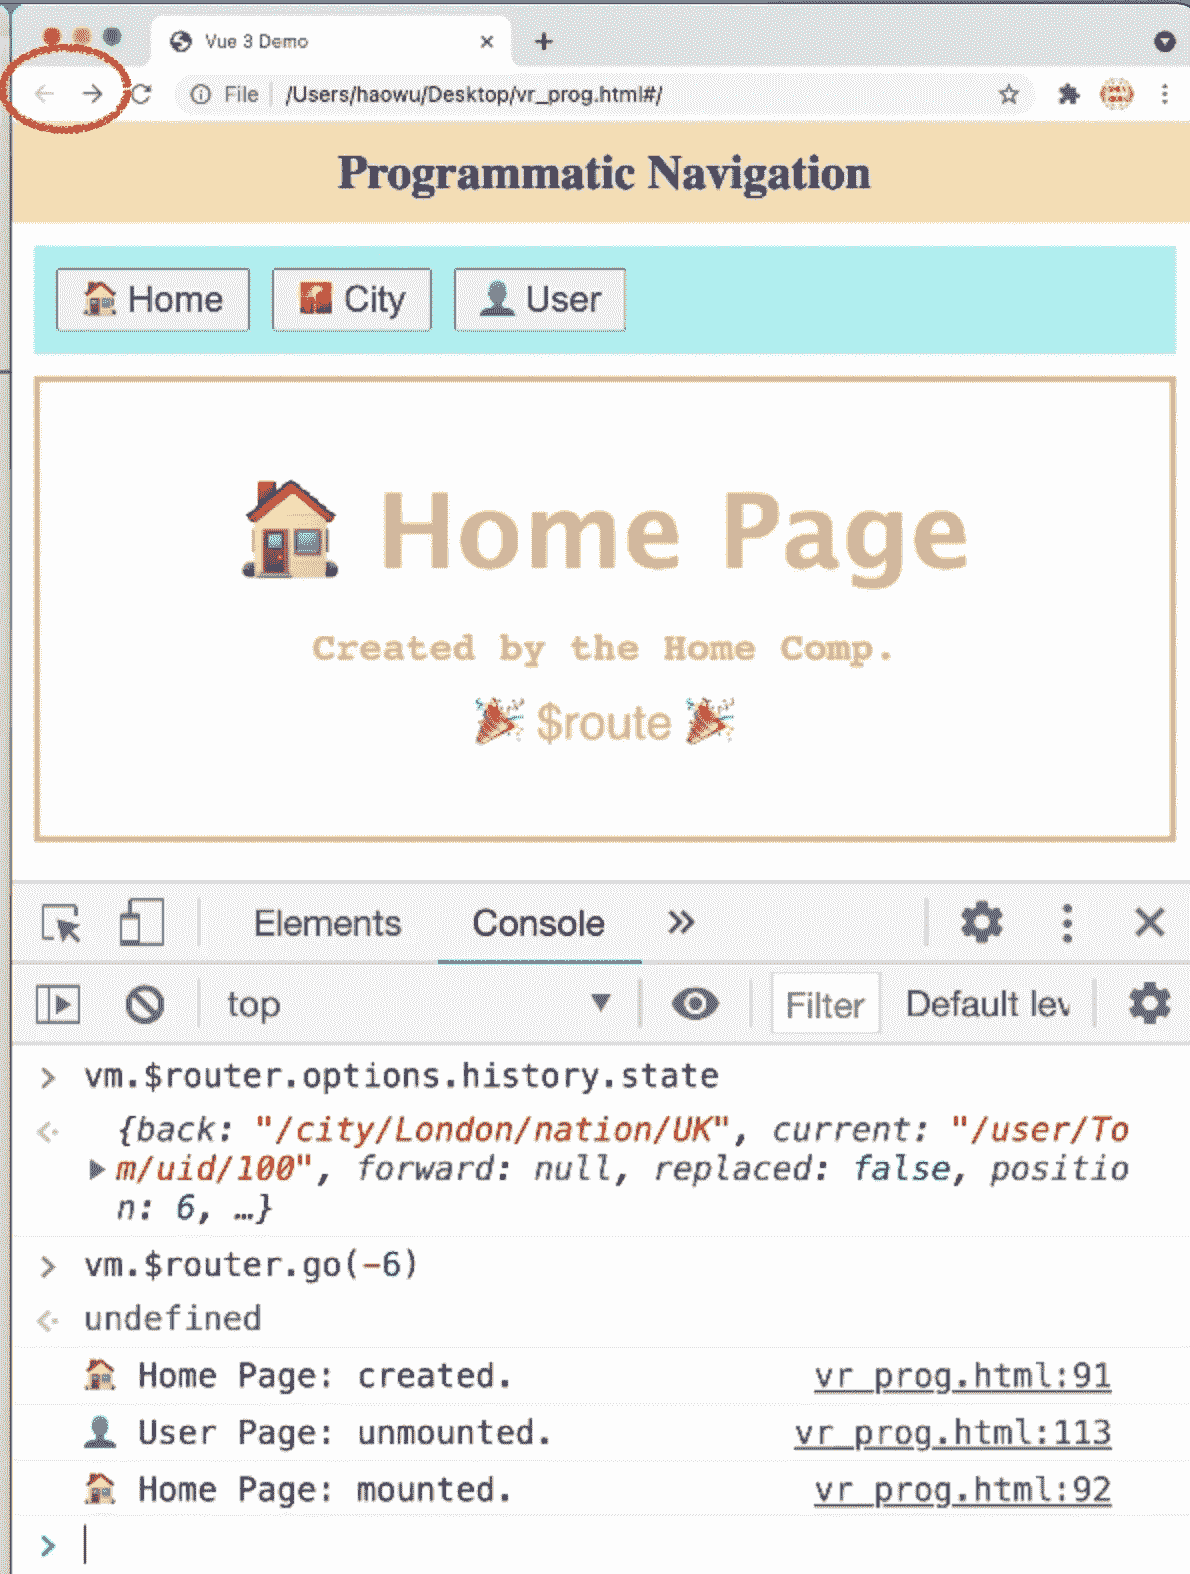 Vue 3 Demo
File /Users/haowu/Desktop/vr_prog.html#/
Programmatic Navigation
Home City User
Home Page
Created by the Home Comp.
$route
Elements Console »
top Filter Default lev
> vm.$router.options.history.state
{back: "/city/London/nation/UK", current: "/user/To
m/uid/100", forward: null, replaced: false, positio
n: 6, …}
> vm.$router.go(-6)
undefined
Home Page: created. vr_prog.html:91
User Page: unmounted. vr_prog.html:113
Home Page: mounted. vr_prog.html:92
>